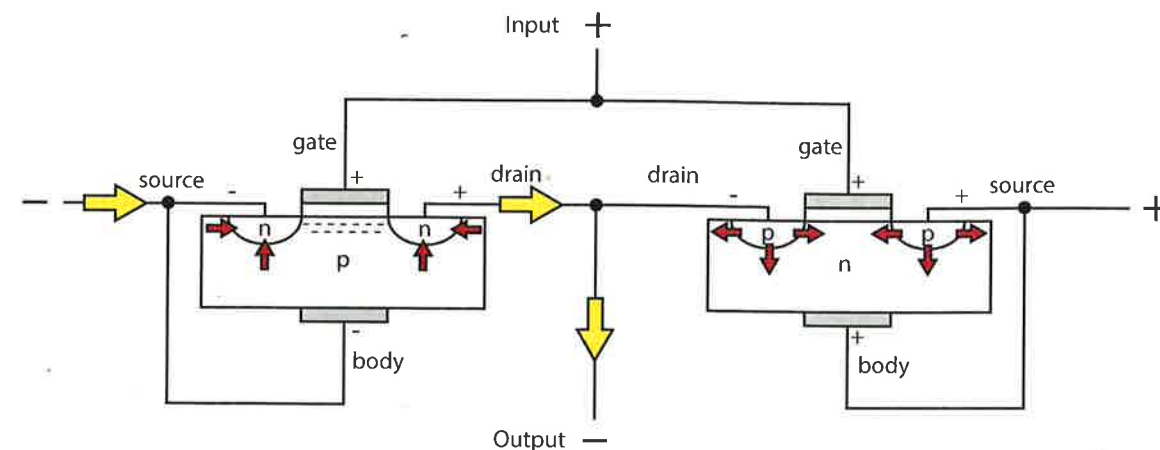 Input +
gate
gate
+
+
source
drain
drain
source
-
+
-
+
−
+
n
n
p
p
p
n
-
+
body
body
Output −